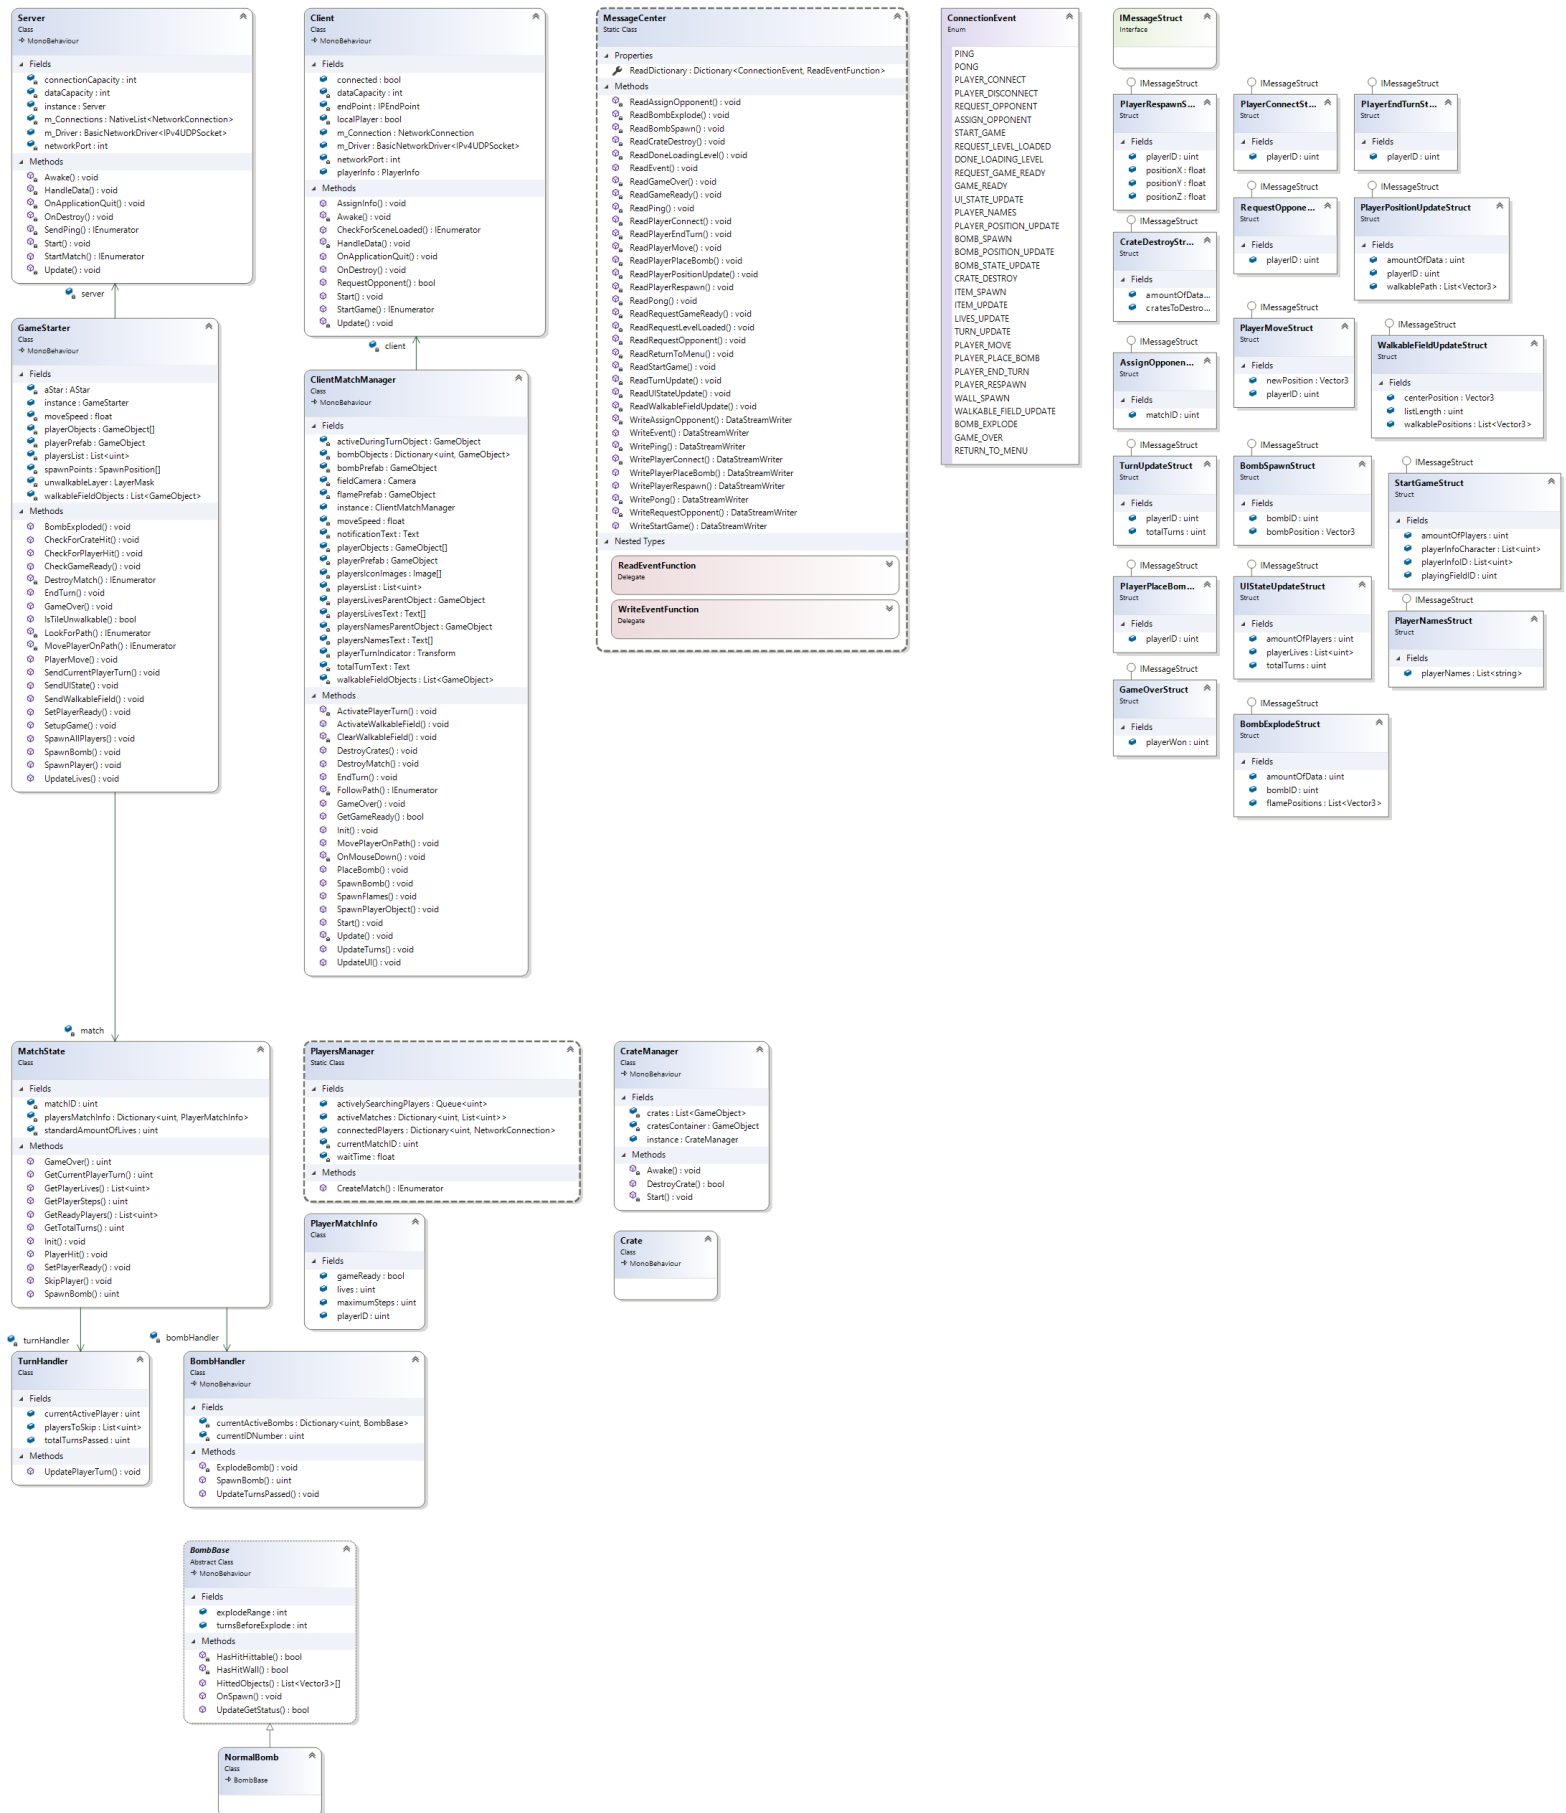 Server
Class
MonoBehaviour
Fields
connectionCapacity : int
dataCapacity : int
instance : Server
m_Connections : NativeList<NetworkConnection>
m_Driver : BasicNetworkDriver<IPv4UDPSocket>
networkPort : int
Methods
Awake() : void
HandleData() : void
OnApplicationQuit() : void
OnDestroy() : void
SendPing() : IEnumerator
Start() : void
StartMatch() : IEnumerator
Update() : void
server
GameStarter
Class
MonoBehaviour
Fields
aStar : AStar
instance : GameStarter
moveSpeed : float
playerObjects : GameObject[]
playerPrefab : GameObject
playersList : List<uint>
spawnPoints : SpawnPosition[]
unwalkableLayer : LayerMask
walkableFieldObjects : List<GameObject>
Methods
BombExploded() : void
CheckForCrateHit() : void
CheckForPlayerHit() : void
CheckGameReady() : void
DestroyMatch() : IEnumerator
EndTurn() : void
GameOver() : void
IsTileUnwalkable() : bool
LookForPath() : IEnumerator
MovePlayerOnPath() : IEnumerator
PlayerMove() : void
SendCurrentPlayerTurn() : void
SendUIState() : void
SendWalkableField() : void
SetPlayerReady() : void
SetupGame() : void
SpawnAllPlayers() : void
SpawnBomb() : void
SpawnPlayer() : void
UpdateLives() : void
match
Client
Class
MonoBehaviour
Fields
connected : bool
dataCapacity : int
endPoint : IPEndPoint
localPlayer : bool
m_Connection : NetworkConnection
m_Driver : BasicNetworkDriver<IPv4UDPSocket>
networkPort : int
playerInfo : PlayerInfo
Methods
AssignInfo() : void
Awake() : void
CheckForSceneLoaded() : IEnumerator
HandleData() : void
OnApplicationQuit() : void
OnDestroy() : void
RequestOpponent() : bool
Start() : void
StartGame() : IEnumerator
Update() : void
client
ClientMatchManager
Class
MonoBehaviour
Fields
activeDuringTurnObject : GameObject
bombObjects : Dictionary<uint, GameObject>
bombPrefab : GameObject
fieldCamera : Camera
flamePrefab : GameObject
instance : ClientMatchManager
moveSpeed : float
notificationText : Text
playerObjects : GameObject[]
playerPrefab : GameObject
playersIconImages : Image[]
playersList : List<uint>
playersLivesParentObject : GameObject
playersLivesText : Text[]
playersNamesParentObject : GameObject
playersNamesText : Text[]
playerTurnIndicator : Transform
totalTurnText : Text
walkableFieldObjects : List<GameObject>
Methods
ActivatePlayerTurn() : void
ActivateWalkableField() : void
ClearWalkableField() : void
DestroyCrates() : void
DestroyMatch() : void
EndTurn() : void
FollowPath() : IEnumerator
GameOver() : void
GetGameReady() : bool
Init() : void
MovePlayerOnPath() : void
OnMouseDown() : void
PlaceBomb() : void
SpawnBomb() : void
SpawnFlames() : void
SpawnPlayerObject() : void
Start() : void
Update() : void
UpdateTurns() : void
UpdateUI() : void
MessageCenter
Static Class
Properties
ReadDictionary : Dictionary<ConnectionEvent, ReadEventFunction>
Methods
ReadAssignOpponent() : void
ReadBombExplode() : void
ReadBombSpawn() : void
ReadCrateDestroy() : void
ReadDoneLoadingLevel() : void
ReadEvent() : void
ReadGameOver() : void
ReadGameReady() : void
ReadPing() : void
ReadPlayerConnect() : void
ReadPlayerEndTurn() : void
ReadPlayerMove() : void
ReadPlayerPlaceBomb() : void
ReadPlayerPositionUpdate() : void
ReadPlayerRespawn() : void
ReadPong() : void
ReadRequestGameReady() : void
ReadRequestLevelLoaded() : void
ReadRequestOpponent() : void
ReadReturnToMenu() : void
ReadStartGame() : void
ReadTurnUpdate() : void
ReadUIStateUpdate() : void
ReadWalkableFieldUpdate() : void
WriteAssignOpponent() : DataStreamWriter
WriteEvent() : DataStreamWriter
WritePing() : DataStreamWriter
WritePlayerConnect() : DataStreamWriter
WritePlayerPlaceBomb() : DataStreamWriter
WritePlayerRespawn() : DataStreamWriter
WritePong() : DataStreamWriter
WriteRequestOpponent() : DataStreamWriter
WriteStartGame() : DataStreamWriter
Nested Types
ReadEventFunction
Delegate
WriteEventFunction
Delegate
ConnectionEvent
Enum
PING
PONG
PLAYER_CONNECT
PLAYER_DISCONNECT
REQUEST_OPPONENT
ASSIGN_OPPONENT
START_GAME
REQUEST_LEVEL_LOADED
DONE_LOADING_LEVEL
REQUEST_GAME_READY
GAME_READY
UI_STATE_UPDATE
PLAYER_NAMES
PLAYER_POSITION_UPDATE
BOMB_SPAWN
BOMB_POSITION_UPDATE
BOMB_STATE_UPDATE
CRATE_DESTROY
ITEM_SPAWN
ITEM_UPDATE
LIVES_UPDATE
TURN_UPDATE
PLAYER_MOVE
PLAYER_PLACE_BOMB
PLAYER_END_TURN
PLAYER_RESPAWN
WALL_SPAWN
WALKABLE_FIELD_UPDATE
BOMB_EXPLODE
GAME_OVER
RETURN_TO_MENU
IMessageStruct
Interface
IMessageStruct
PlayerRespawnS...
Struct
Fields
playerID : uint
positionX : float
positionY : float
positionZ : float
IMessageStruct
PlayerConnectSt...
Struct
Fields
playerID : uint
IMessageStruct
PlayerEndTurnSt...
Struct
Fields
playerID : uint
IMessageStruct
RequestOppone...
Struct
Fields
playerID : uint
IMessageStruct
PlayerPositionUpdateStruct
Struct
Fields
amountOfData : uint
playerID : uint
walkablePath : List<Vector3>
IMessageStruct
CrateDestroyStr...
Struct
Fields
amountOfData...
cratesToDestro...
IMessageStruct
PlayerMoveStruct
Struct
Fields
newPosition : Vector3
playerID : uint
IMessageStruct
WalkableFieldUpdateStruct
Struct
Fields
centerPosition : Vector3
listLength : uint
walkablePositions : List<Vector3>
IMessageStruct
AssignOpponen...
Struct
Fields
matchID : uint
IMessageStruct
TurnUpdateStruct
Struct
Fields
playerID : uint
totalTurns : uint
IMessageStruct
BombSpawnStruct
Struct
Fields
bombID : uint
bombPosition : Vector3
IMessageStruct
StartGameStruct
Struct
Fields
amountOfPlayers : uint
playerInfoCharacter : List<uint>
playerInfoID : List<uint>
playingFieldID : uint
IMessageStruct
PlayerPlaceBom...
Struct
Fields
playerID : uint
IMessageStruct
UIStateUpdateStruct
Struct
Fields
amountOfPlayers : uint
playerLives : List<uint>
totalTurns : uint
IMessageStruct
PlayerNamesStruct
Struct
Fields
playerNames : List<string>
IMessageStruct
GameOverStruct
Struct
Fields
playerWon : uint
IMessageStruct
BombExplodeStruct
Struct
Fields
amountOfData : uint
bombID : uint
flamePositions : List<Vector3>
MatchState
Class
Fields
matchID : uint
playersMatchInfo : Dictionary<uint, PlayerMatchInfo>
standardAmountOfLives : uint
Methods
GameOver() : uint
GetCurrentPlayerTurn() : uint
GetPlayerLives() : List<uint>
GetPlayerSteps() : uint
GetReadyPlayers() : List<uint>
GetTotalTurns() : uint
Init() : void
PlayerHit() : void
SetPlayerReady() : void
SkipPlayer() : void
SpawnBomb() : uint
PlayersManager
Static Class
Fields
activelySearchingPlayers : Queue<uint>
activeMatches : Dictionary<uint, List<uint>>
connectedPlayers : Dictionary<uint, NetworkConnection>
currentMatchID : uint
waitTime : float
Methods
CreateMatch() : IEnumerator
PlayerMatchInfo
Class
Fields
gameReady : bool
lives : uint
maximumSteps : uint
playerID : uint
CrateManager
Class
MonoBehaviour
Fields
crates : List<GameObject>
cratesContainer : GameObject
instance : CrateManager
Methods
Awake() : void
DestroyCrate() : bool
Start() : void
Crate
Class
MonoBehaviour
turnHandler
bombHandler
TurnHandler
Class
Fields
currentActivePlayer : uint
playersToSkip : List<uint>
totalTurnsPassed : uint
Methods
UpdatePlayerTurn() : void
BombHandler
Class
MonoBehaviour
Fields
currentActiveBombs : Dictionary<uint, BombBase>
currentIDNumber : uint
Methods
ExplodeBomb() : void
SpawnBomb() : uint
UpdateTurnsPassed() : void
BombBase
Abstract Class
MonoBehaviour
Fields
explodeRange : int
turnsBeforeExplode : int
Methods
HasHitHittable() : bool
HasHitWall() : bool
HittedObjects() : List<Vector3>[]
OnSpawn() : void
UpdateGetStatus() : bool
NormalBomb
Class
BombBase